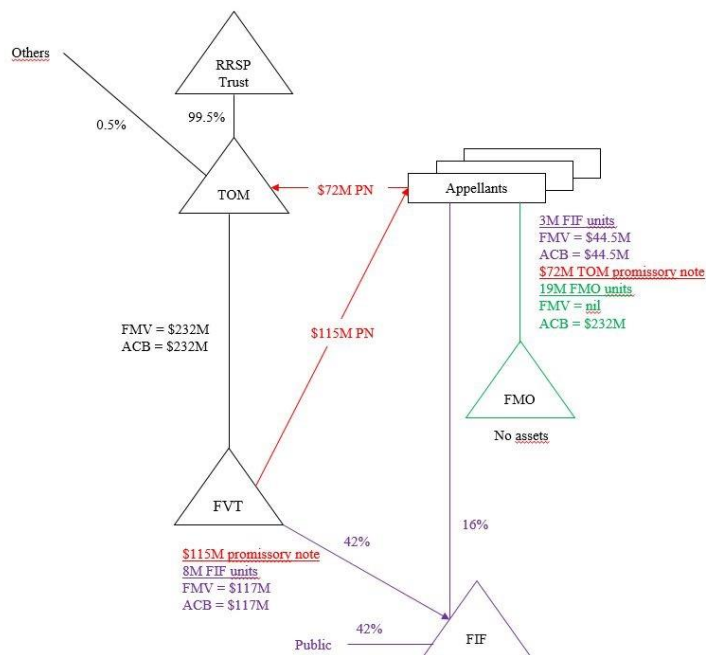 Others
RRSP
Trust
0.5%
99.5%
TOM
$72M PN
Appellants
3M FIF units
FMV = $44.5M
ACB = $44.5M
$72M TOM promissory note
19M FMO units
FMV = nil
ACB = $232M
FMV = $232M
ACB = $232M
$115M PN
FMO
No assets
FVT
42%
16%
$115M promissory note
8M FIF units
FMV = $117M
ACB = $117M
Public
42%
FIF